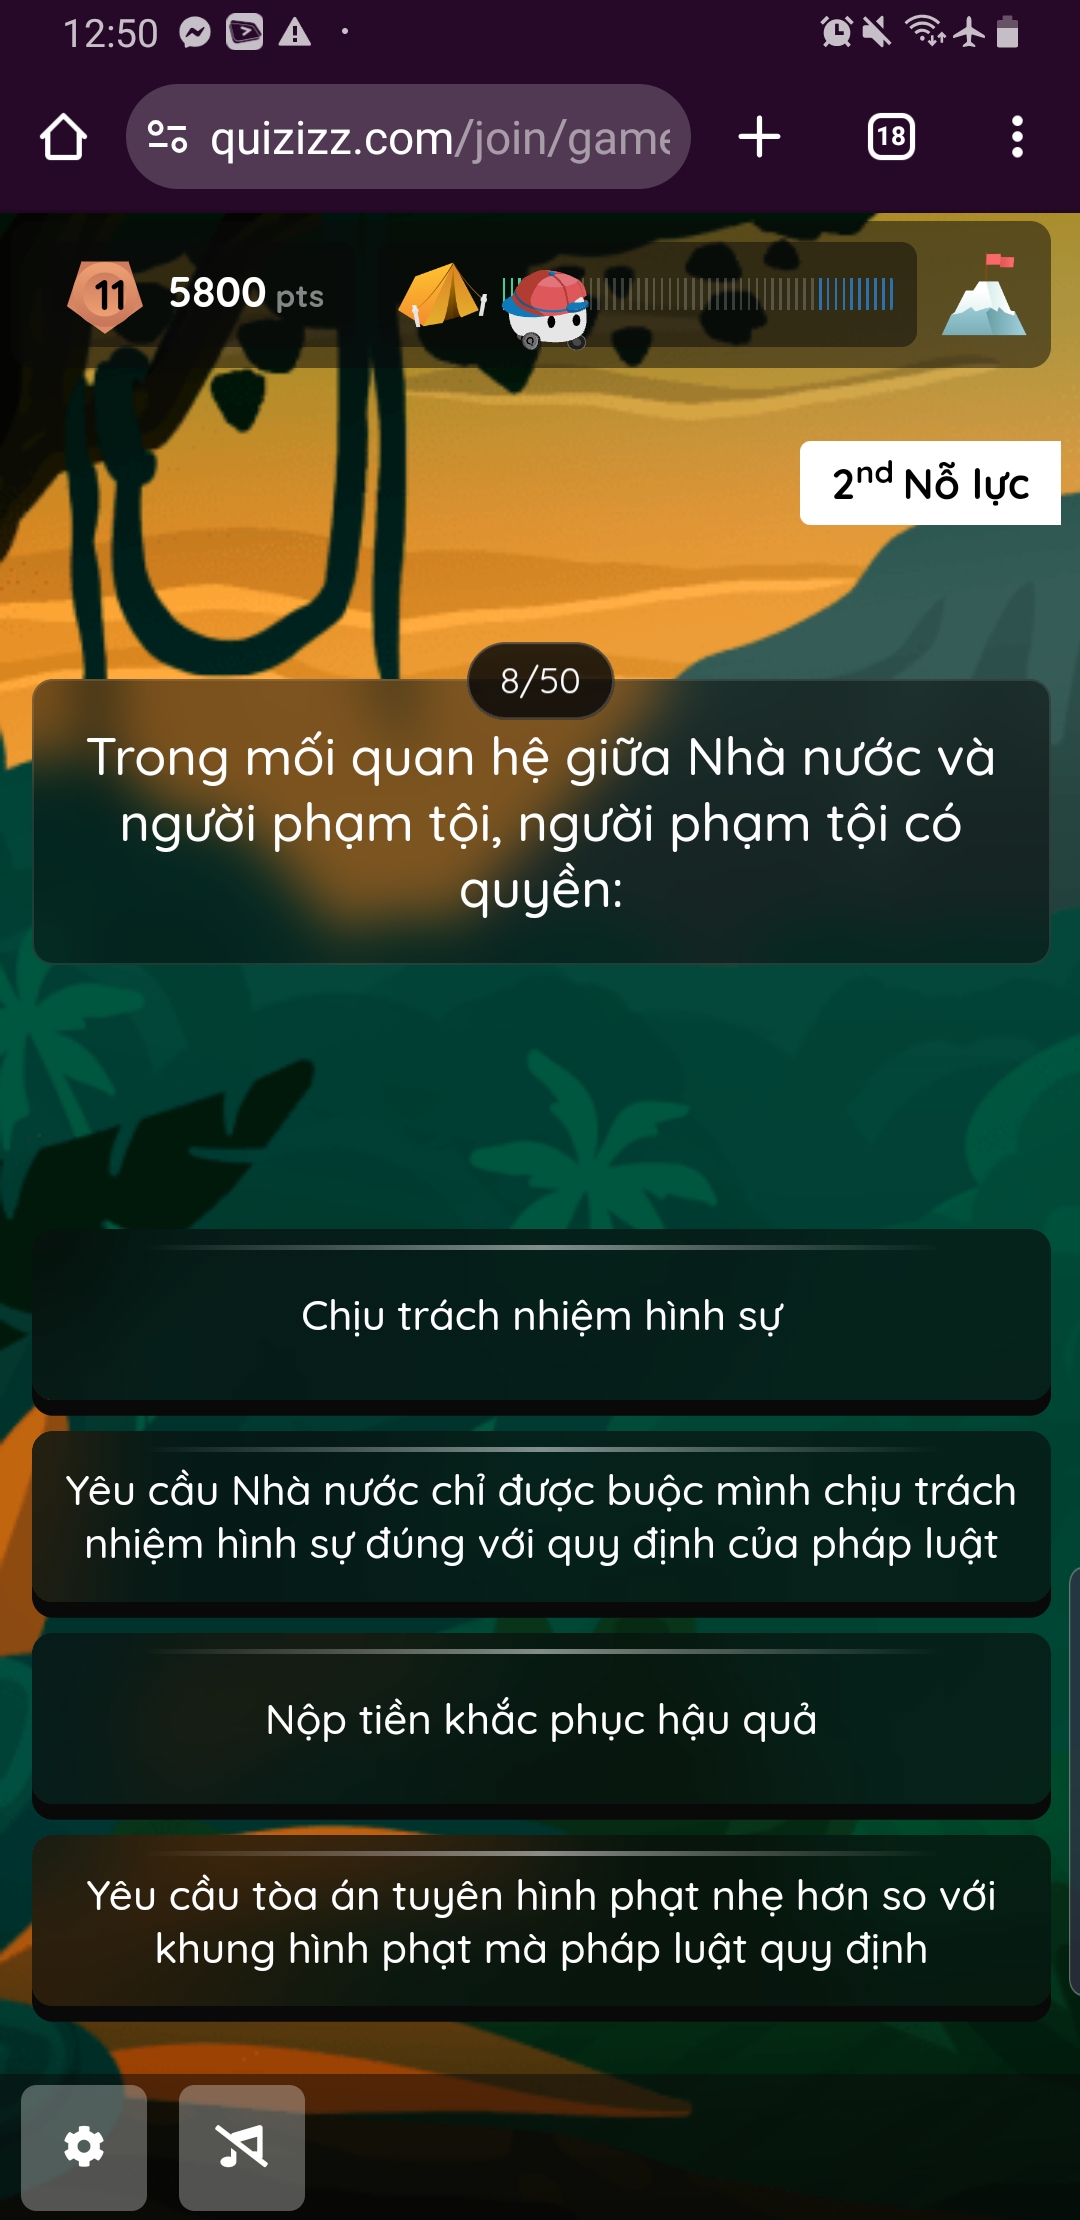 12:50
quizizz.com/join/game
18
11
5800 pts
2nd Nỗ lực
8/50
Trong mối quan hệ giữa Nhà nước và
người phạm tội, người phạm tội có
quyền:
Chịu trách nhiệm hình sự
Yêu cầu Nhà nước chỉ được buộc mình chịu trách
nhiệm hình sự đúng với quy định của pháp luật
Nộp tiền khắc phục hậu quả
Yêu cầu tòa án tuyên hình phạt nhẹ hơn so với
khung hình phạt mà pháp luật quy định